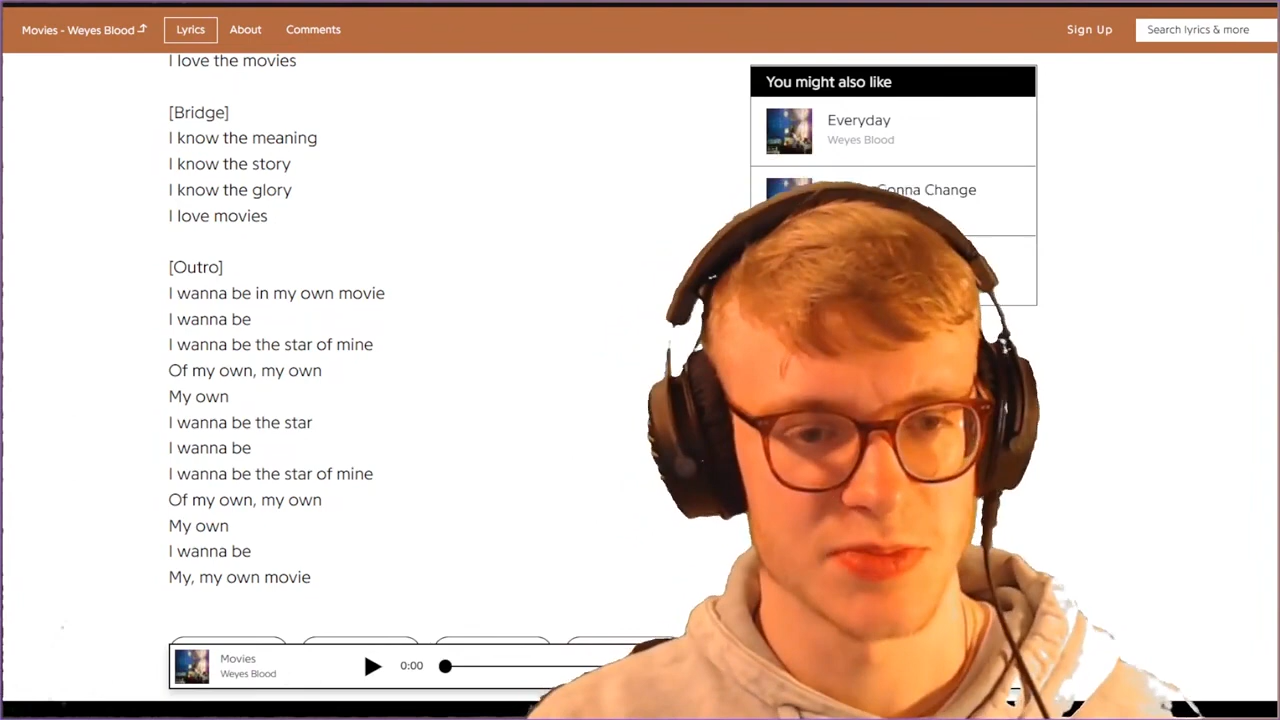 Movies - Weyes Blood
Lyrics
About
Comments
Sign Up
Search lyrics & more
I love the movies
[Bridge]
I know the meaning
I know the story
I know the glory
I love movies
[Outro]
I wanna be in my own movie
I wanna be
I wanna be the star of mine
Of my own, my own
My own
I wanna be the star
I wanna be
I wanna be the star of mine
Of my own, my own
My own
I wanna be
My, my own movie
You might also like
Everyday
Weyes Blood
Gonna Change
Movies
Weyes Blood
0:00